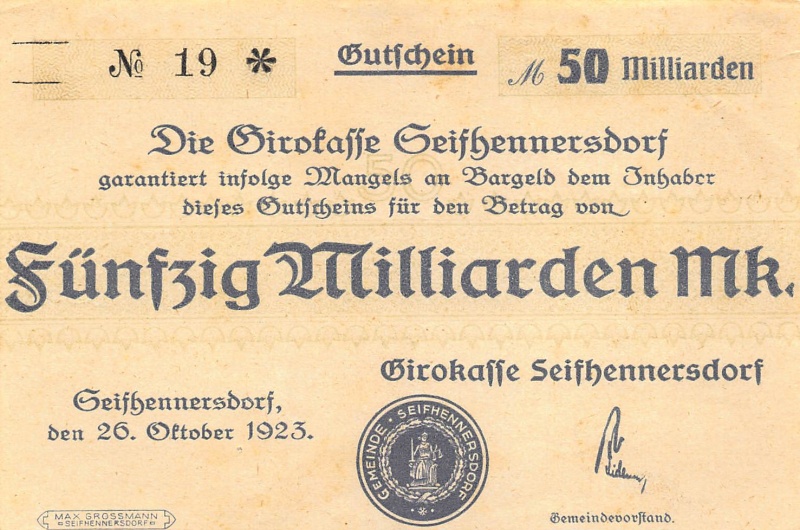 № 19 *
Gutschein
M 50 Milliarden
Die Girokasse Seifhennersdorf
garantiert infolge Mangels an Bargeld dem Inhaber
dieses Gutscheins für den Betrag von
Fünfzig Milliarden Mk.
Girokasse Seifhennersdorf
Seifhennersdorf,
den 26. Oktober 1923.
GEMEINDE · SEIFHENNERSDORF
Gemeindevorstand.
MAX GROSSMANN
SEIFHENNERSDORF